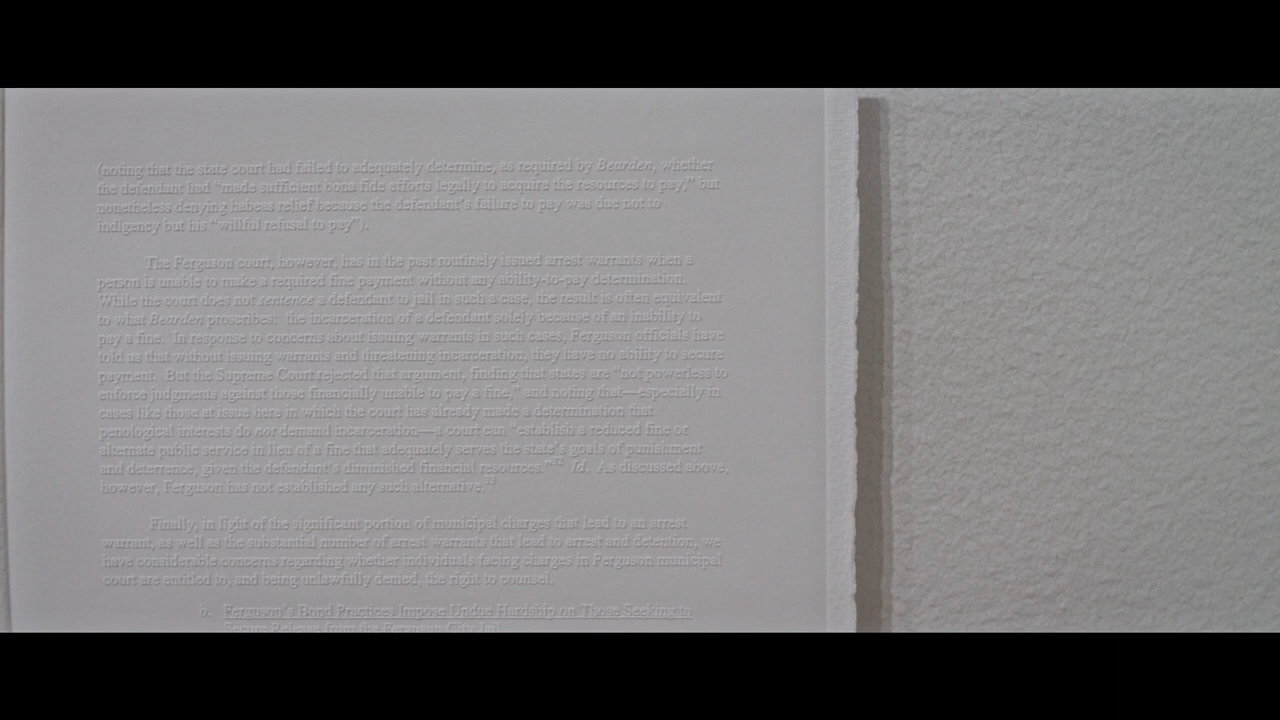 (noting that the state court had failed to adequately determine, as required by Bearden, whether
the defendant had “made sufficient bona fide efforts legally to acquire the resources to pay,” but
nonetheless denying habeas relief because the defendant’s failure to pay was due not to
indigency but his “willful refusal to pay”).
The Ferguson court, however, has in the past routinely issued arrest warrants when a
person is unable to make a required fine payment without any ability-to-pay determination.
While the court does not sentence a defendant to jail in such a case, the result is often equivalent
to what Bearden proscribes: the incarceration of a defendant solely because of an inability to
pay a fine. In response to concerns about issuing warrants in such cases, Ferguson officials have
told us that without issuing warrants and threatening incarceration, they have no ability to secure
payment. But the Supreme Court rejected that argument, finding that states are “not powerless to
enforce judgments against those financially unable to pay a fine,” and noting that—especially in
cases like those at issue here in which the court has already made a determination that
penological interests do not demand incarceration—a court can “establish a reduced fine or
alternate public service in lieu of a fine that adequately serves the state’s goals of punishment
and deterrence, given the defendant’s diminished financial resources.”32 Id. As discussed above,
however, Ferguson has not established any such alternative.33
Finally, in light of the significant portion of municipal charges that lead to an arrest
warrant, as well as the substantial number of arrest warrants that lead to arrest and detention, we
have considerable concerns regarding whether individuals facing charges in Ferguson municipal
court are entitled to, and being unlawfully denied, the right to counsel.
b. Ferguson’s Bond Practices Impose Undue Hardship on Those Seeking to
Secure Release from the Ferguson City Jail